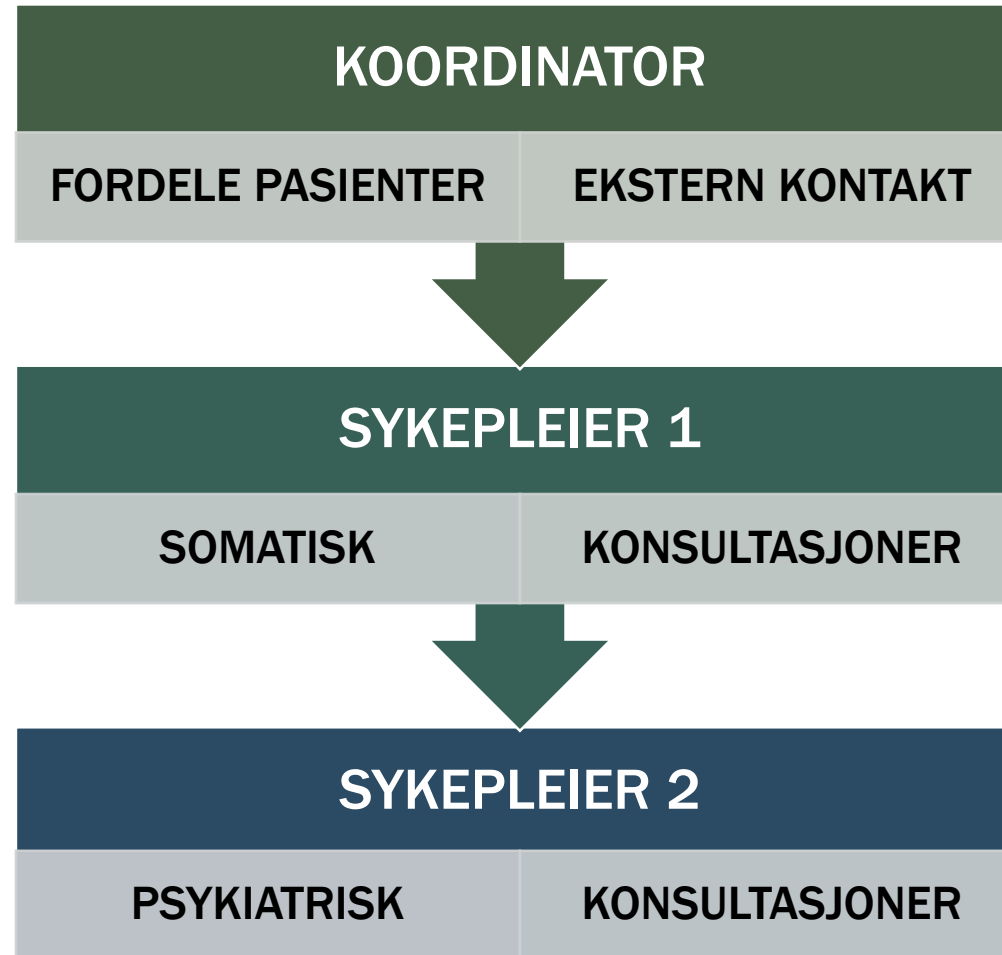 KOORDINATOR
FORDELE PASIENTER
EKSTERN KONTAKT
SYKEPLEIER 1
SOMATISK
KONSULTASJONER
SYKEPLEIER 2
PSYKIATRISK
KONSULTASJONER